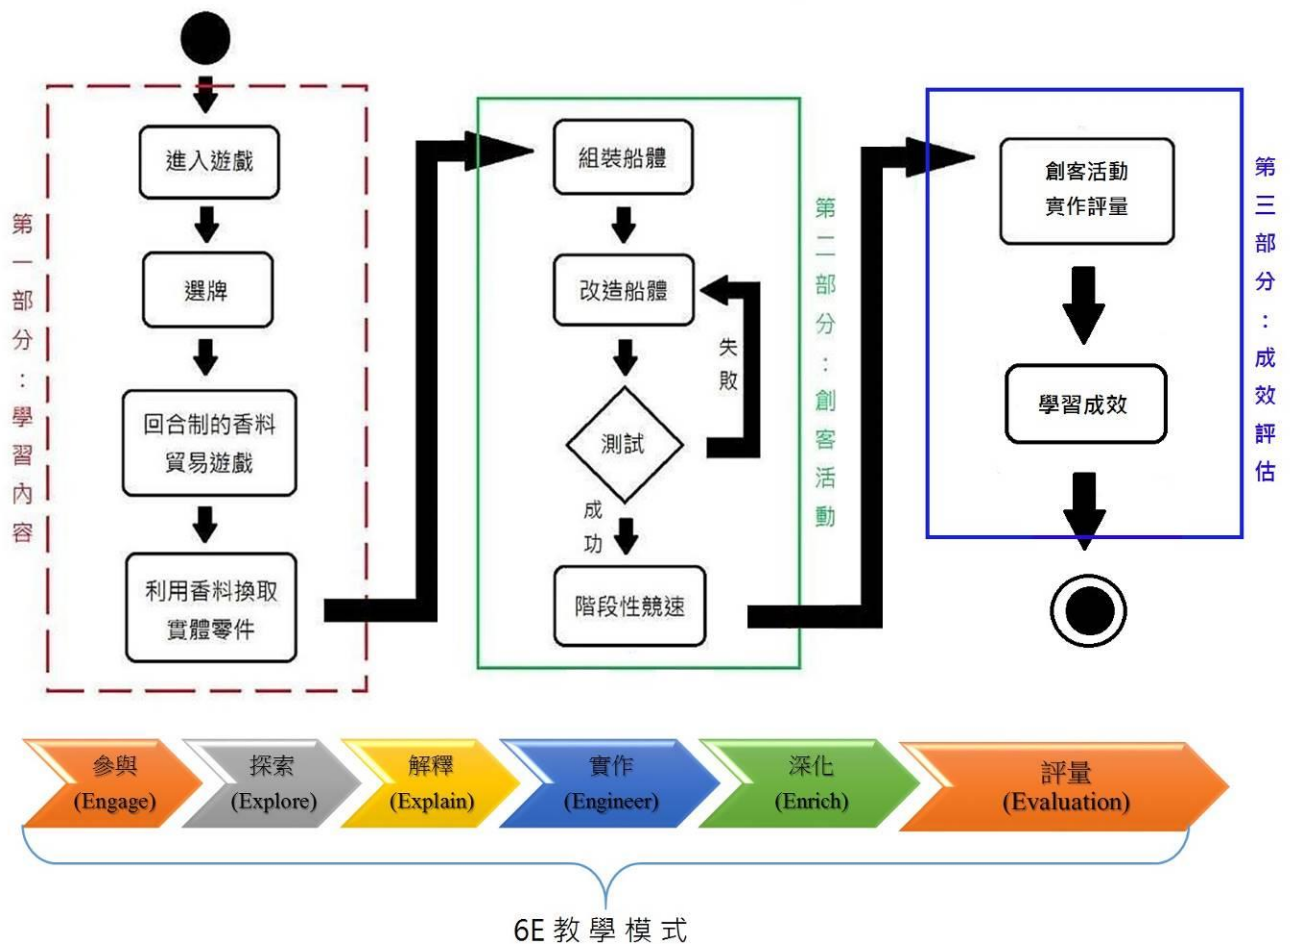 第一部分：學習內容
進入遊戲
選牌
回合制的香料
貿易遊戲
利用香料換取
實體零件
組裝船體
改造船體
失敗
測試
成功
階段性競速
第二部分：創客活動
創客活動
實作評量
學習成效
第三部分：成效評估
參與
(Engage)
探索
(Explore)
解釋
(Explain)
實作
(Engineer)
深化
(Enrich)
評量
(Evaluation)
6E 教 學 模 式